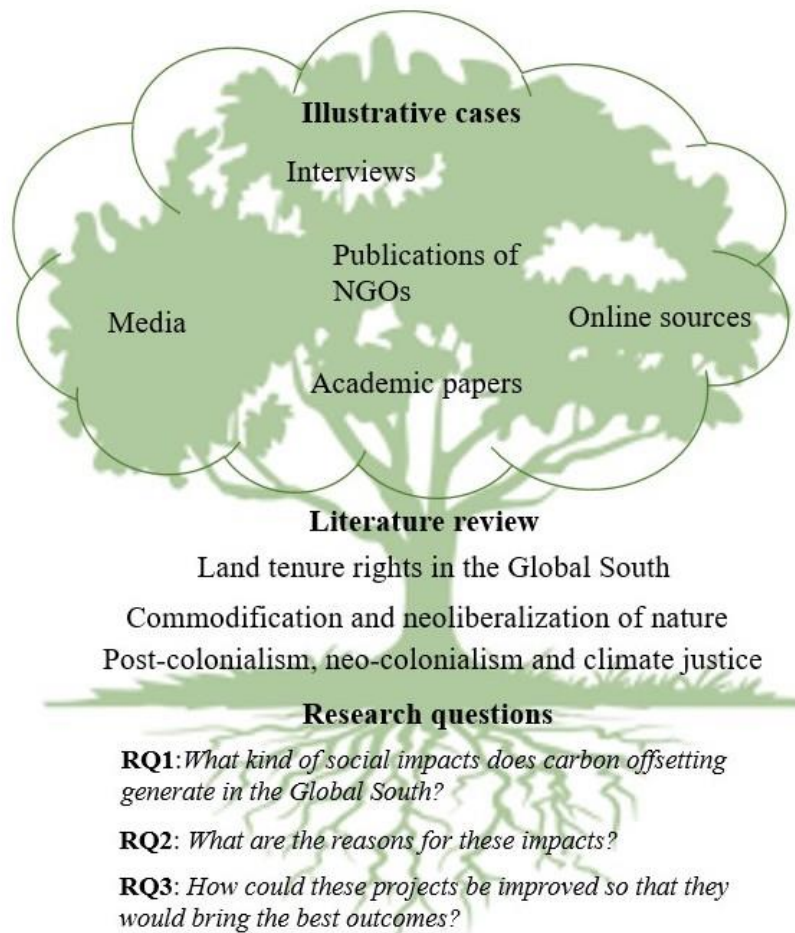 Illustrative cases
Interviews
Publications of
NGOs
Media
Online sources
Academic papers
Literature review
Land tenure rights in the Global South
Commodification and neoliberalization of nature
Post-colonialism, neo-colonialism and climate justice
Research questions
RQ1:What kind of social impacts does carbon offsetting
generate in the Global South?
RQ2: What are the reasons for these impacts?
RQ3: How could these projects be improved so that they
would bring the best outcomes?